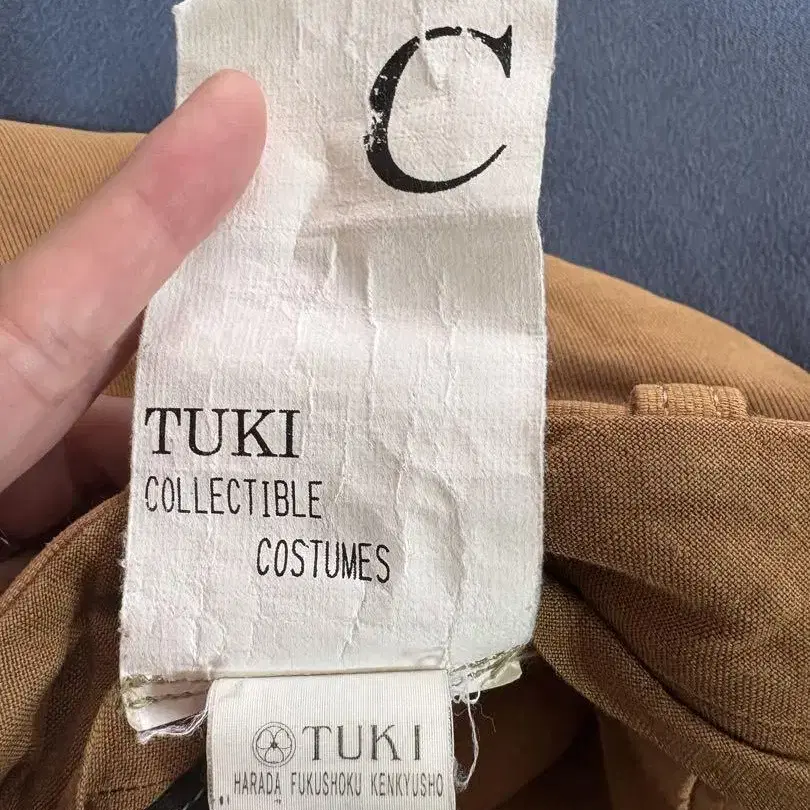 C
TUKI
COLLECTIBLE
COSTUMES
TUKI
HARADA FUKUSHOKU KENKYUSHO